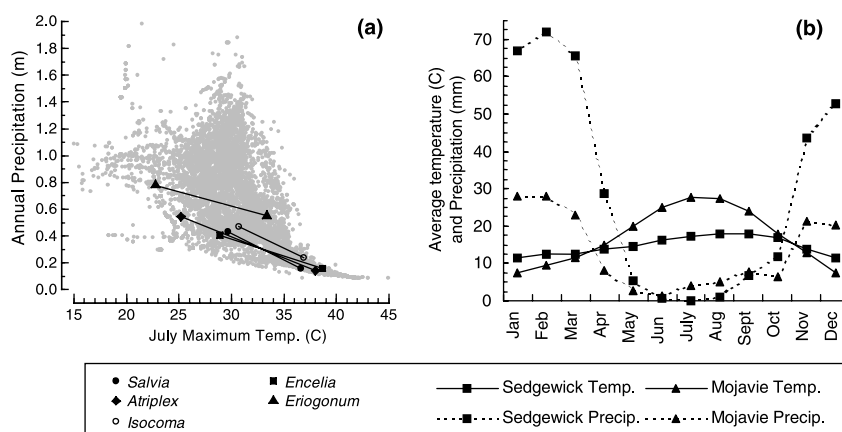 (a)
Annual Precipitation (m)
2.0
1.8
1.6
1.4
1.2
1.0
0.8
0.6
0.4
0.2
0.0
15 20 25 30 35 40 45
July Maximum Temp. (C)
(b)
Average temperature (C)
and Precipitation (mm)
70
60
50
40
30
20
10
0
Jan Feb Mar Apr May Jun July Aug Sept Oct Nov Dec
Salvia
Atriplex
Isocoma
Encelia
Eriogonum
Sedgewick Temp.
Sedgewick Precip.
Mojavie Temp.
Mojavie Precip.